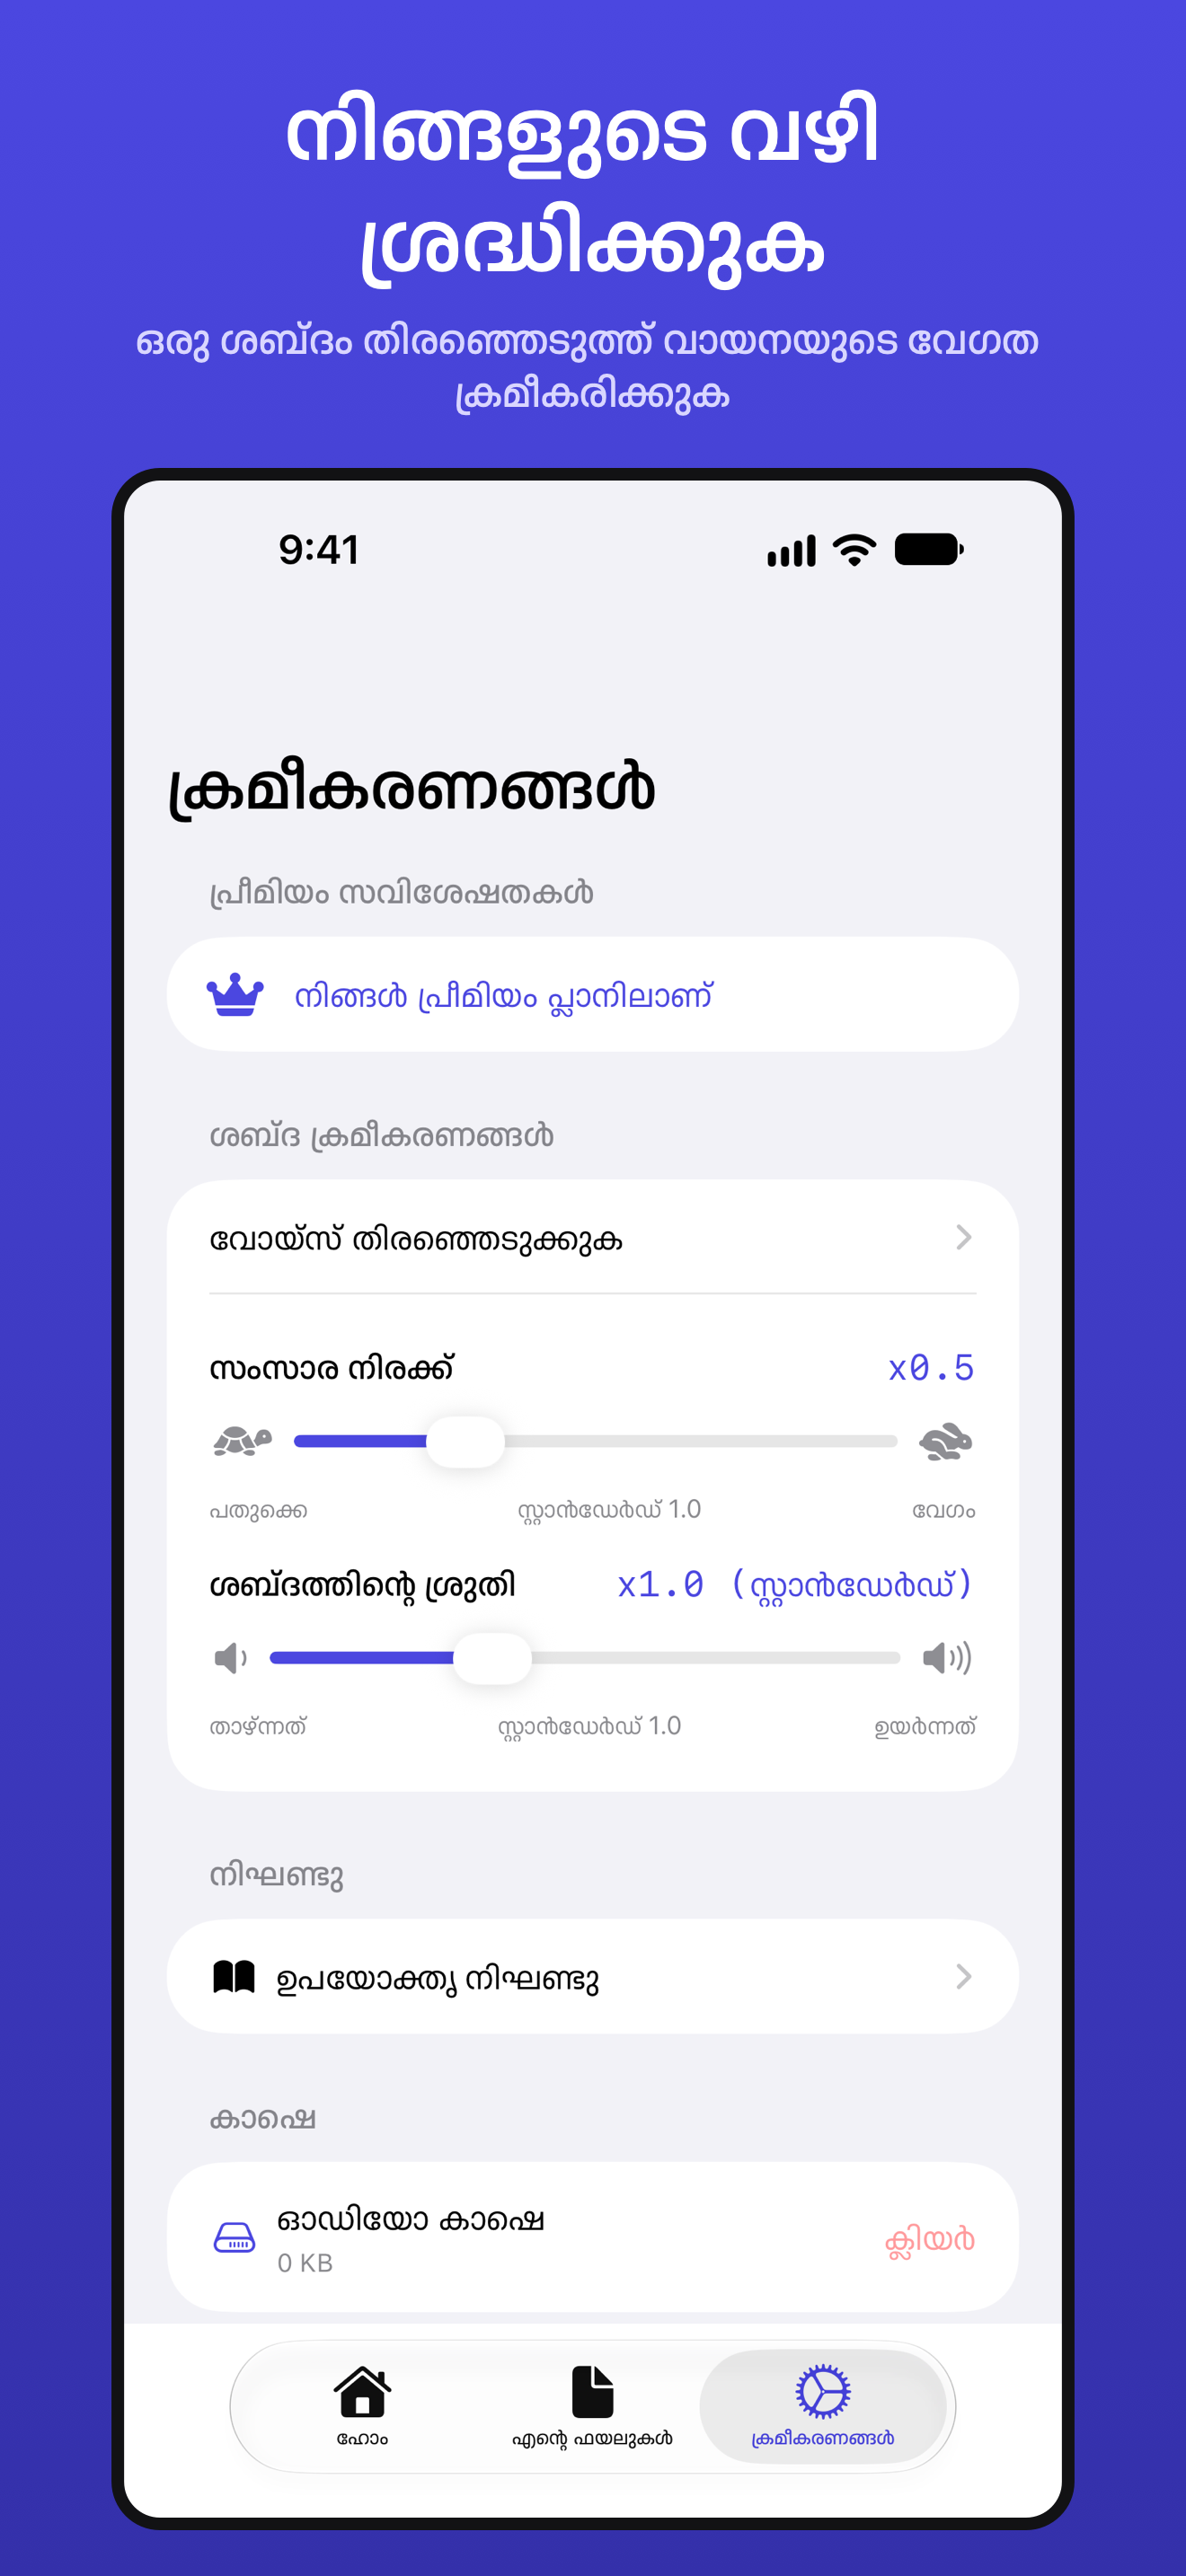 നിങ്ങളുടെ വഴി
ശ്രദ്ധിക്കുക
ഒരു ശബ്ദം തിരഞ്ഞെടുത്ത് വായനയുടെ വേഗത
ക്രമീകരിക്കുക
9:41
ക്രമീകരണങ്ങൾ
പ്രീമിയം സവിശേഷതകൾ
നിങ്ങൾ പ്രീമിയം പ്ലാനിലാണ്
ശബ്ദ ക്രമീകരണങ്ങൾ
വോയ്സ് തിരഞ്ഞെടുക്കുക
സംസാര നിരക്ക് x0.5
പതുക്കെ സ്റ്റാൻഡേർഡ് 1.0 വേഗം
ശബ്ദത്തിന്റെ ശ്രുതി x1.0 (സ്റ്റാൻഡേർഡ്)
താഴ്ന്നത് സ്റ്റാൻഡേർഡ് 1.0 ഉയർന്നത്
നിഘണ്ടു
ഉപയോക്തൃ നിഘണ്ടു
കാഷെ
ഓഡിയോ കാഷെ
0 KB
ക്ലിയർ
ഹോം എന്റെ ഫയലുകൾ ക്രമീകരണങ്ങൾ